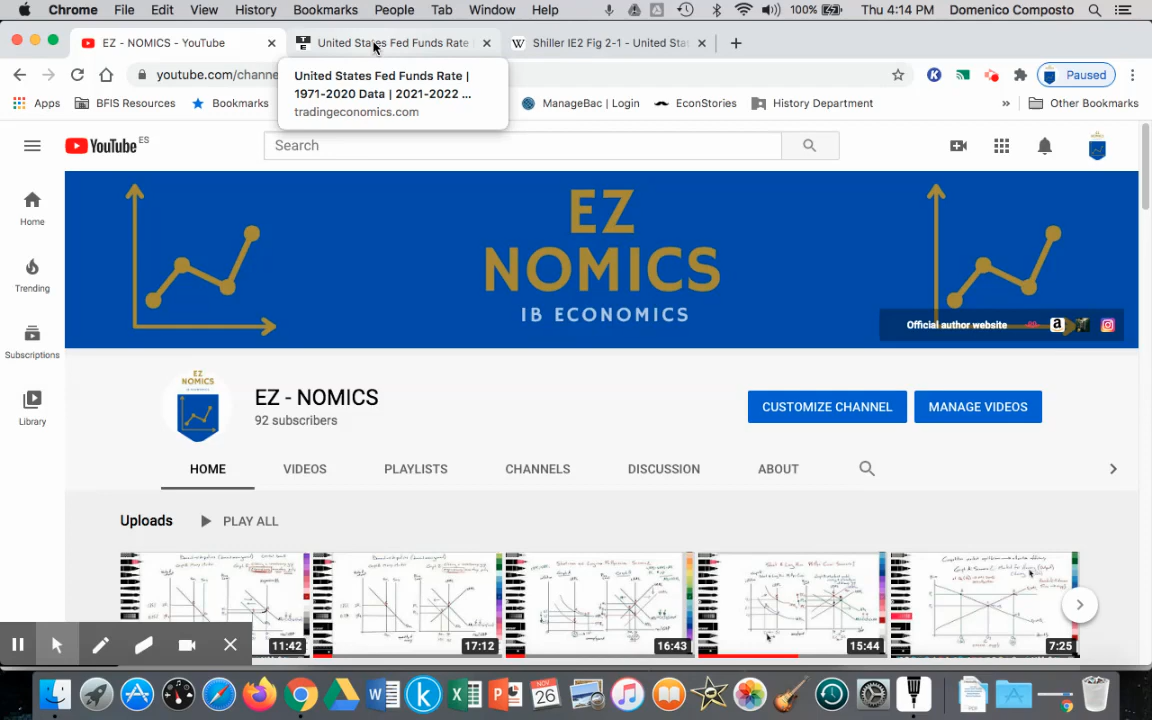 Chrome File Edit View History Bookmarks People Tab Window Help 100% Thu 4:14 PM Domenico Composto
EZ - NOMICS - YouTube
United States Fed Funds Rate
Shiller IE2 Fig 2-1 - United Sta
youtube.com/channe
Paused
United States Fed Funds Rate |
1971-2020 Data | 2021-2022 ...
tradingeconomics.com
Apps BFIS Resources Bookmarks ManageBac | Login EconStories History Department » Other Bookmarks
YouTube ES
Search
Home
Trending
Subscriptions
Library
EZ
NOMICS
IB ECONOMICS
Official author website
EZ
NOMICS
EZ - NOMICS
92 subscribers
CUSTOMIZE CHANNEL
MANAGE VIDEOS
HOME VIDEOS PLAYLISTS CHANNELS DISCUSSION ABOUT
Uploads PLAY ALL
11:42 17:12 16:43 15:44 7:25
NOV
26